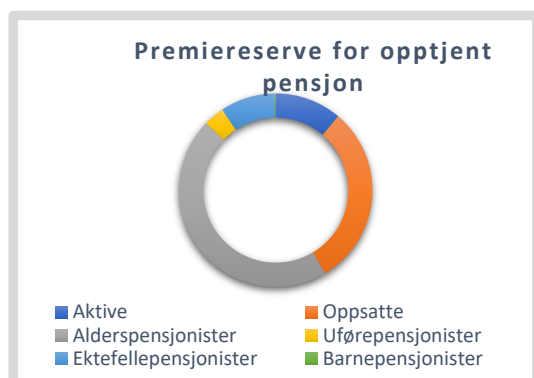 Premiereserve for opptjent
pensjon
Aktive
Oppsatte
Alderspensjonister
Uførepensjonister
Ektefellepensjonister
Barnepensjonister